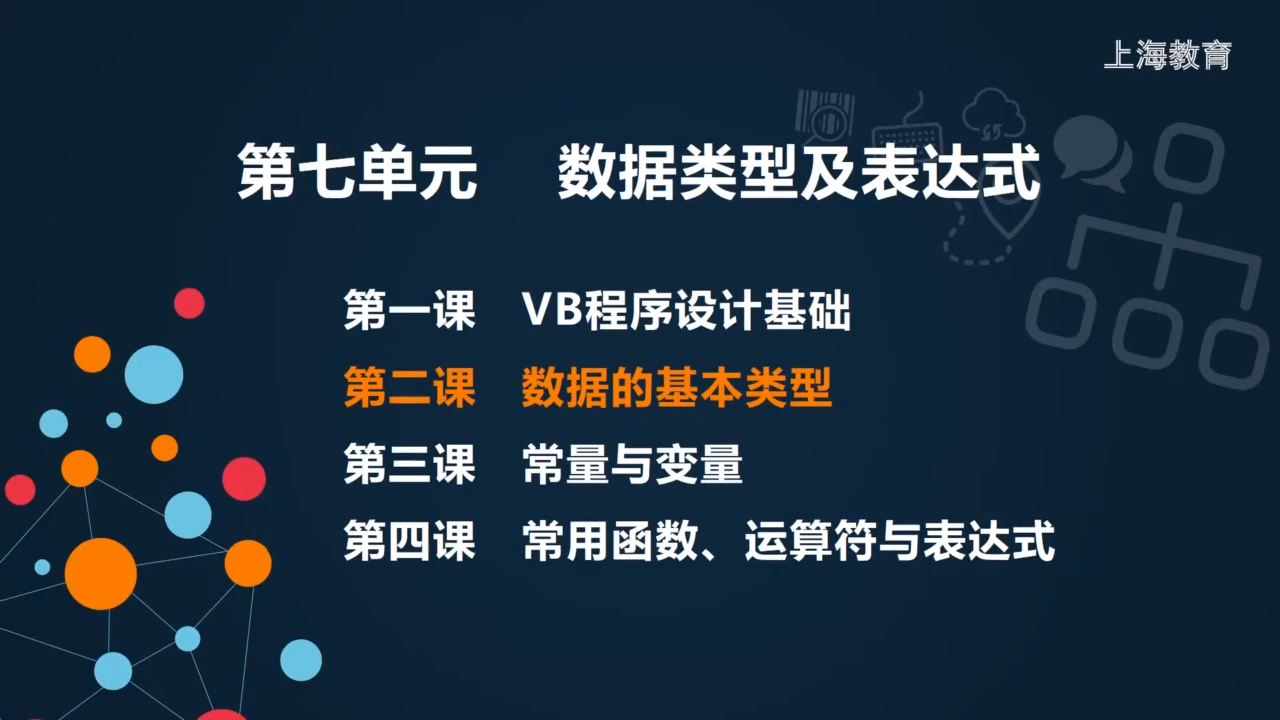 上海教育
第七单元 数据类型及表达式
第一课 VB程序设计基础
第二课 数据的基本类型
第三课 常量与变量
第四课 常用函数、运算符与表达式